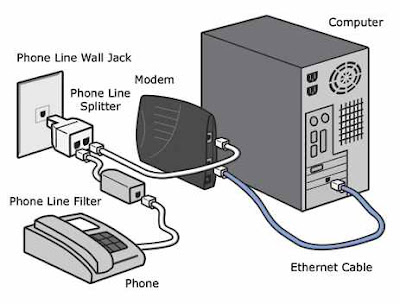 Computer
Phone Line Wall Jack
Modem
Phone Line
Splitter
Phone Line Filter
Phone
Ethernet Cable